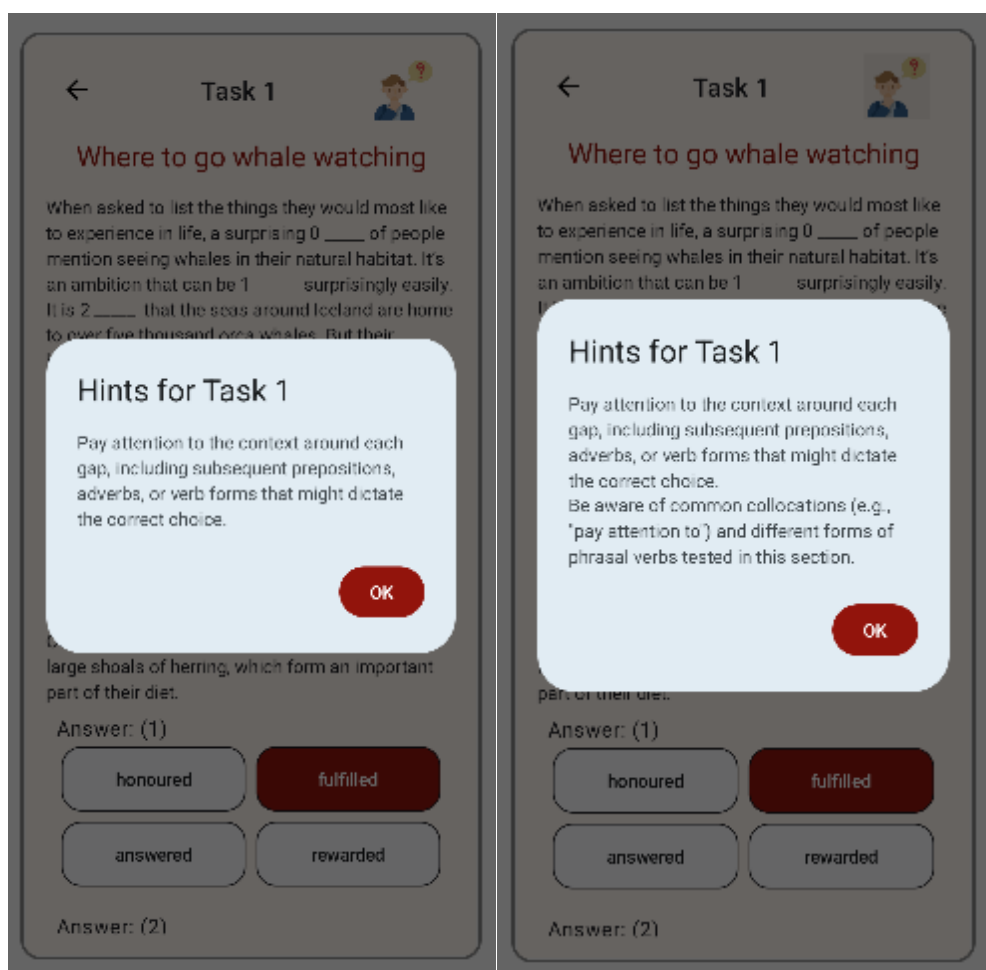 Task 1
Where to go whale watching
When asked to list the things they would most like
to experience in life, a surprising 0 ____ of people
mention seeing whales in their natural habitat. It's
an ambition that can be 1 surprisingly easily.
It is 2 ____ that the seas around Iceland are home
to over five thousand orca whales. But their
Hints for Task 1
Pay attention to the context around each
gap, including subsequent prepositions,
adverbs, or verb forms that might dictate
the correct choice.
OK
large shoals of herring, which form an important
part of their diet.
Answer: (1)
honoured
fulfilled
answered
rewarded
Answer: (2)
Task 1
Where to go whale watching
When asked to list the things they would most like
to experience in life, a surprising 0 ____ of people
mention seeing whales in their natural habitat. It's
an ambition that can be 1 surprisingly easily.
Hints for Task 1
Pay attention to the context around each
gap, including subsequent prepositions,
adverbs, or verb forms that might dictate
the correct choice.
Be aware of common collocations (e.g.,
"pay attention to") and different forms of
phrasal verbs tested in this section.
OK
part of their diet.
Answer: (1)
honoured
fulfilled
answered
rewarded
Answer: (2)